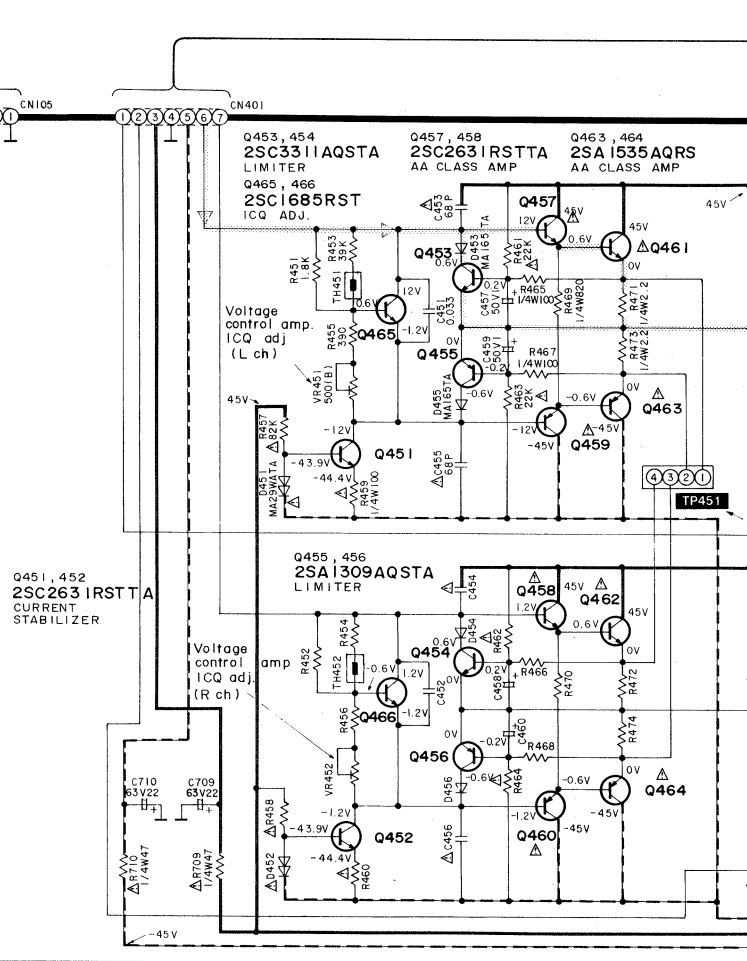 CN105
CN401
1 1 2 3 4 5 6 7
Q453, 454
2SC3311AQSTA
LIMITER
Q465, 466
2SC1685RST
ICQ ADJ.
Q457, 458
2SC2631RSTTA
AA CLASS AMP
Q463, 464
2SA1535AQRS
AA CLASS AMP
45V
C453
68P
Q457
45V
12V
0.6V
45V
Q461
0V
Q453
0.6V
D453
MA165TA
R461
22K
0.2V
R451
1.8K
R453
39K
TH451
0.6V
12V
Q465
-1.2V
C451
0.033
C457
50V1
R465
1/4W100
R469
1/4W820
R471
1/4W2.2
Voltage
control amp.
ICQ adj
(L ch)
R455
390
VR451
500(B)
0V
Q455
C459
50V1
R467
1/4W100
R473
1/4W2.2
-0.2
-0.6V
D455
MA165TA
R463
22K
0V
-0.6V
Q463
45V
R457
82K
-12V
-12V
-45V
Q459
-45V
Q451
-43.9V
-44.4V
D451
MA29WATA
R459
1/4W100
C455
68P
4 3 2 1
TP451
Q455, 456
2SA1309AQSTA
LIMITER
Q451, 452
2SC2631RSTTA
CURRENT
STABILIZER
C454
Q458
45V
Q462
1.2V
0.6V
45V
0V
R452
R454
TH452
-0.6V
1.2V
Q466
-1.2V
C452
0.6V
D454
Q454
0V
0.2V
R462
C458
R466
R470
R472
Voltage
control amp
ICQ adj.
(R ch)
R456
VR452
0V
Q456
-0.2V
C460
R468
R474
-0.6V
R464
D456
0V
-0.6V
Q464
-45V
C710
63V22
C709
63V22
R458
-1.2V
-43.9V
Q452
-44.4V
D452
R460
C456
-1.2V
Q460
-45V
R710
1/4W47
R709
1/4W47
-45V